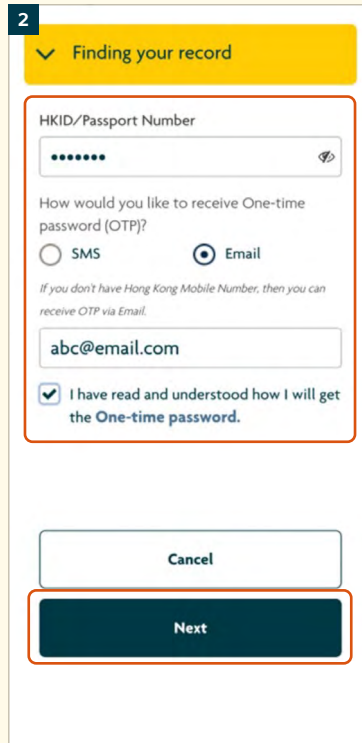 2
Finding your record
HKID/Passport Number
•••••••
How would you like to receive One-time
password (OTP)?
SMS
Email
If you don't have Hong Kong Mobile Number, then you can
receive OTP via Email.
abc@email.com
I have read and understood how I will get
the One-time password.
Cancel
Next